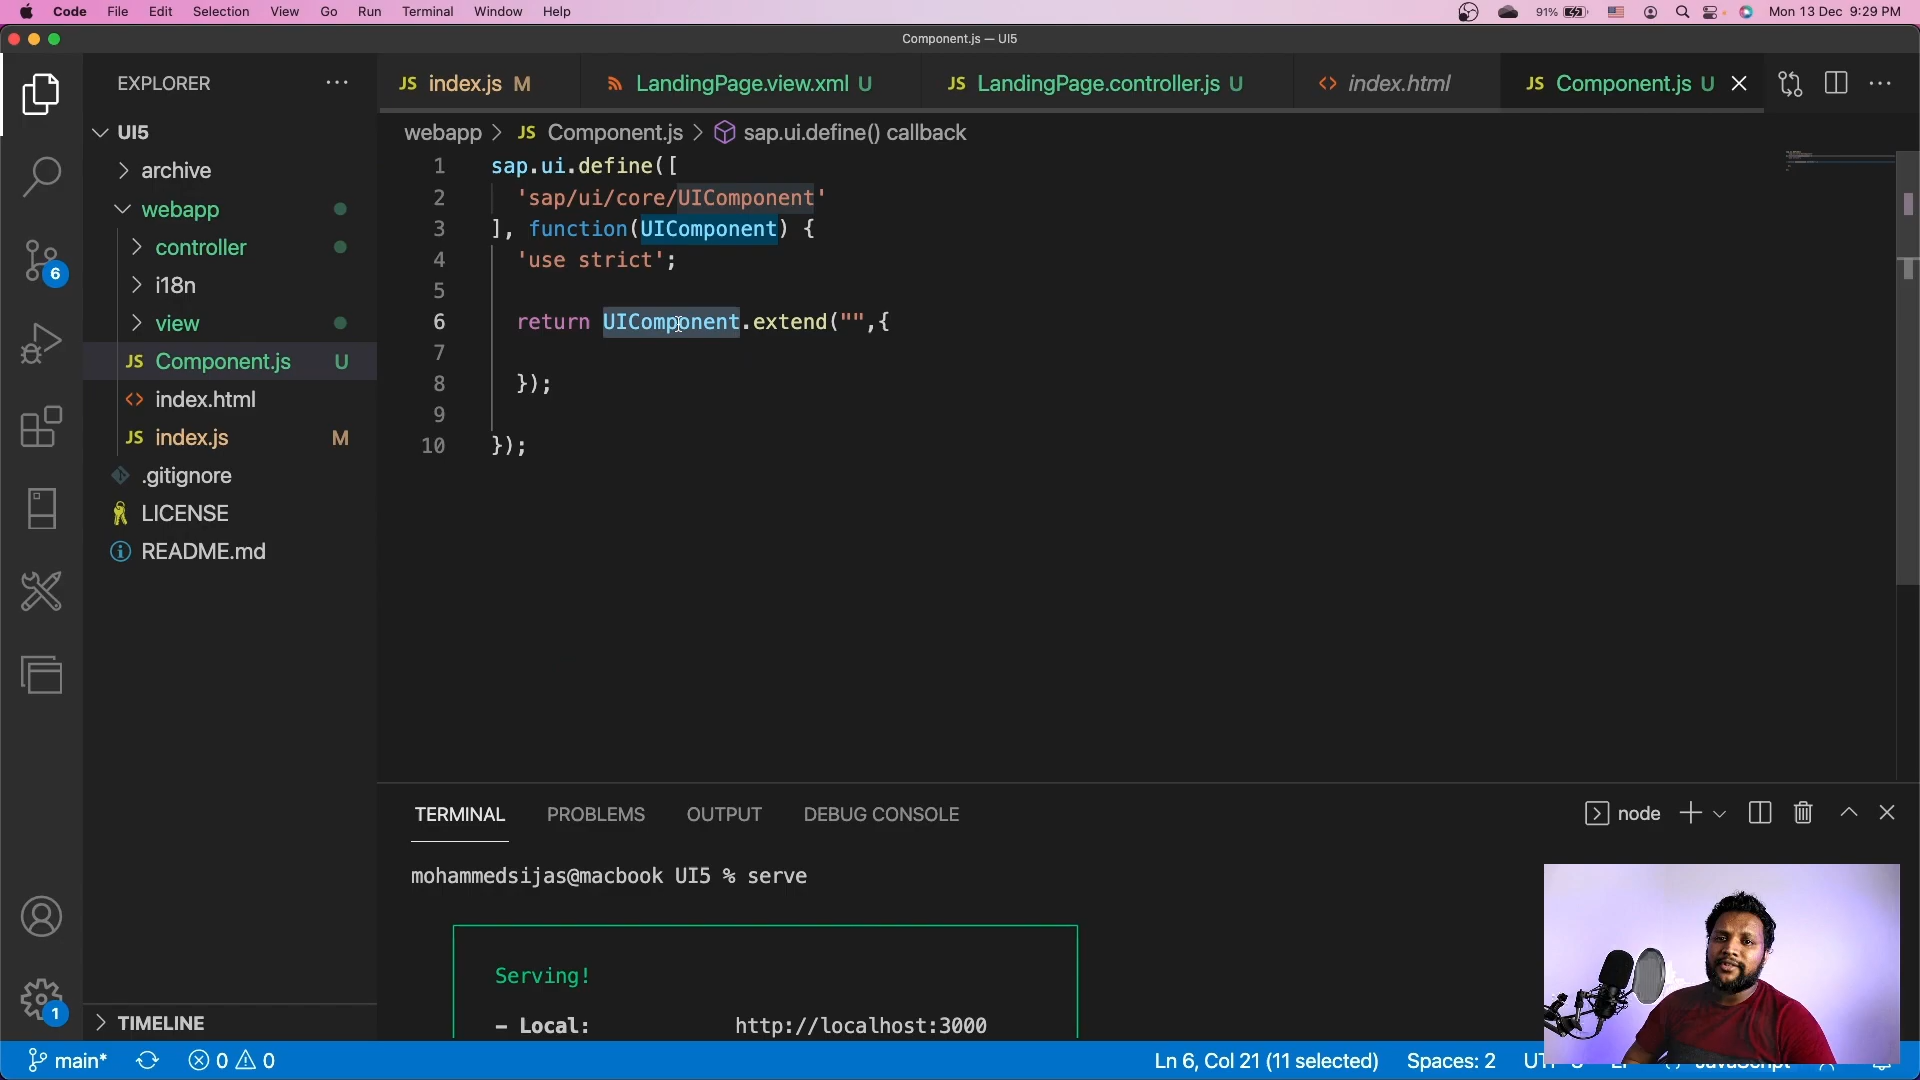 Code File Edit Selection View Go Run Terminal Window Help 91% Mon 13 Dec 9:29 PM
Component.js — UI5
EXPLORER
JS index.js M
LandingPage.view.xml U
JS LandingPage.controller.js U
<> index.html
JS Component.js U
UI5
archive
webapp
controller
i18n
view
JS Component.js U
<> index.html
JS index.js M
.gitignore
LICENSE
README.md
6
1
TIMELINE
webapp > JS Component.js > sap.ui.define() callback
1 sap.ui.define([
2 'sap/ui/core/UIComponent'
3 ], function(UIComponent) {
4 'use strict';
5
6 return UIComponent.extend("",{
7
8 });
9
10 });
TERMINAL PROBLEMS OUTPUT DEBUG CONSOLE
node
mohammedsijas@macbook UI5 % serve
Serving!
– Local: http://localhost:3000
main* 0 0 Ln 6, Col 21 (11 selected) Spaces: 2